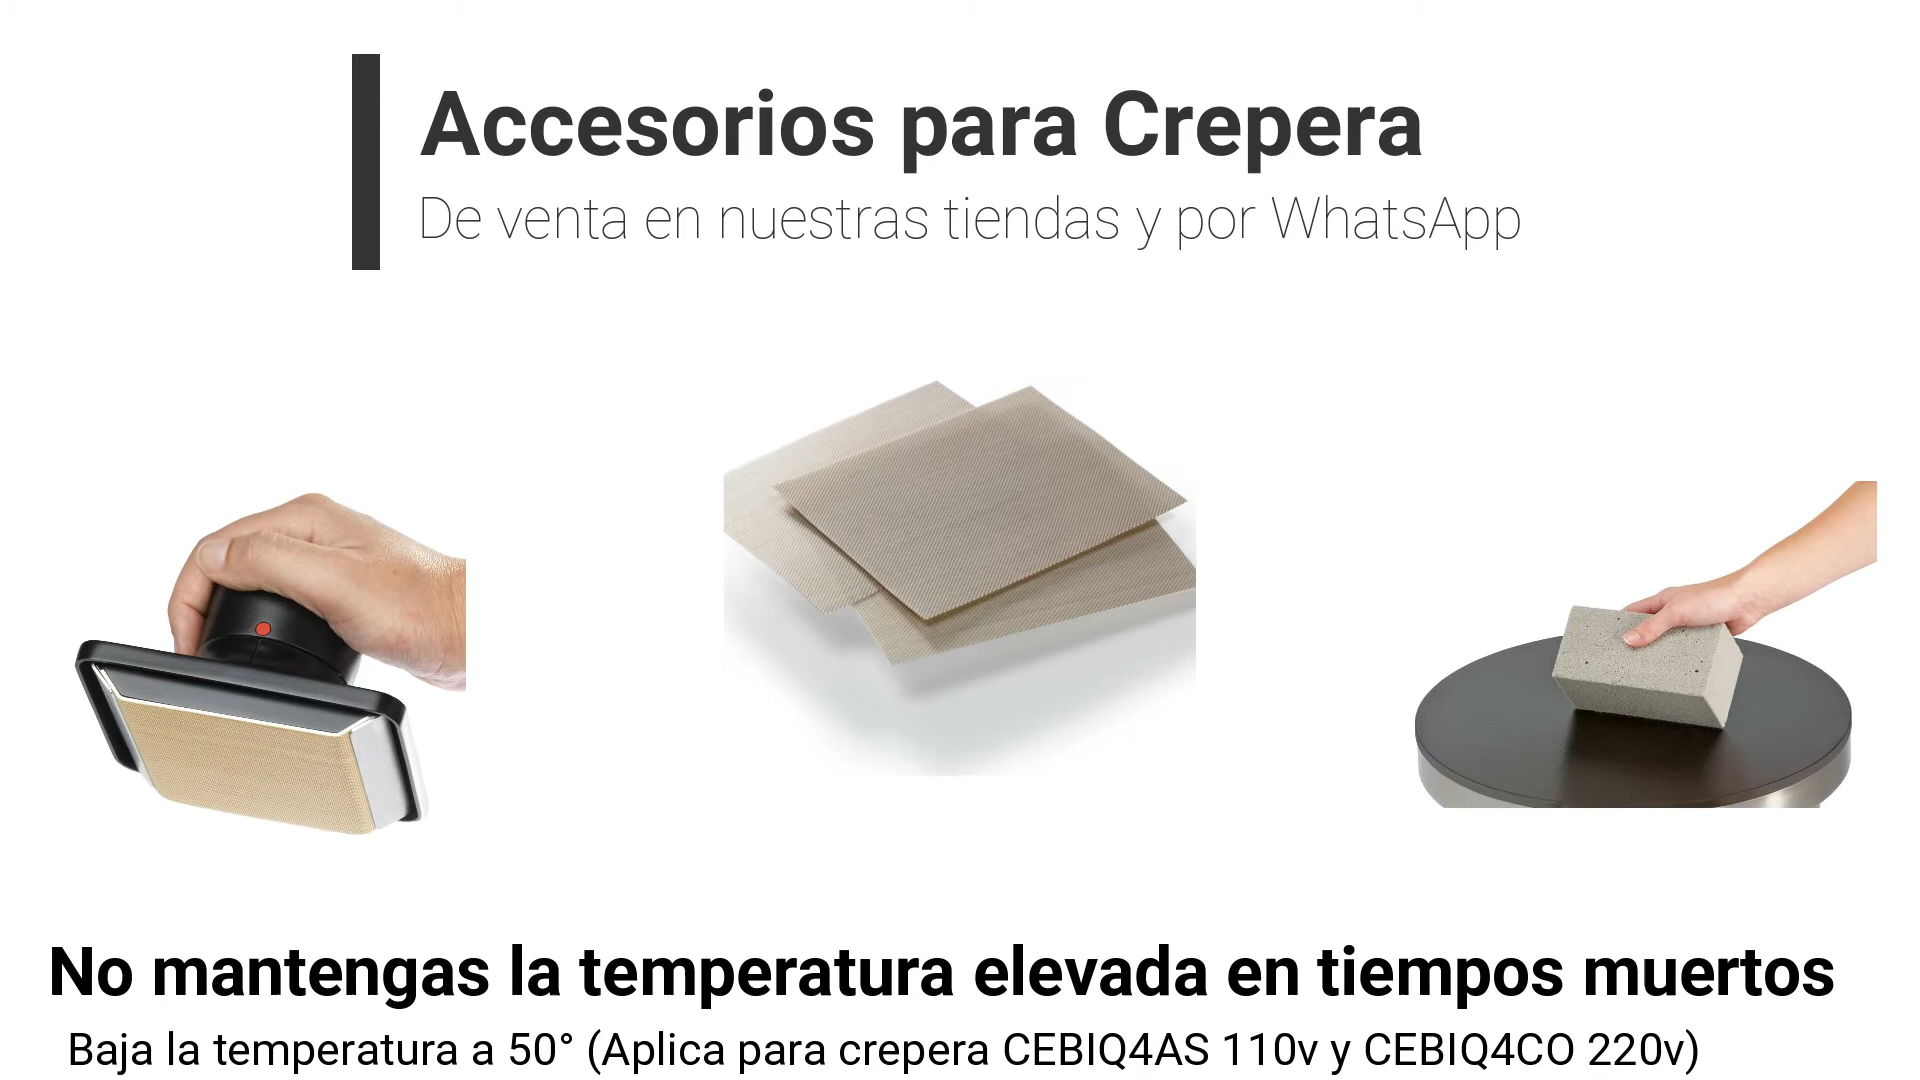 Accesorios para Crepera
De venta en nuestras tiendas y por WhatsApp
No mantengas la temperatura elevada en tiempos muertos
Baja la temperatura a 50° (Aplica para crepera CEBIQ4AS 110v y CEBIQ4CO 220v)